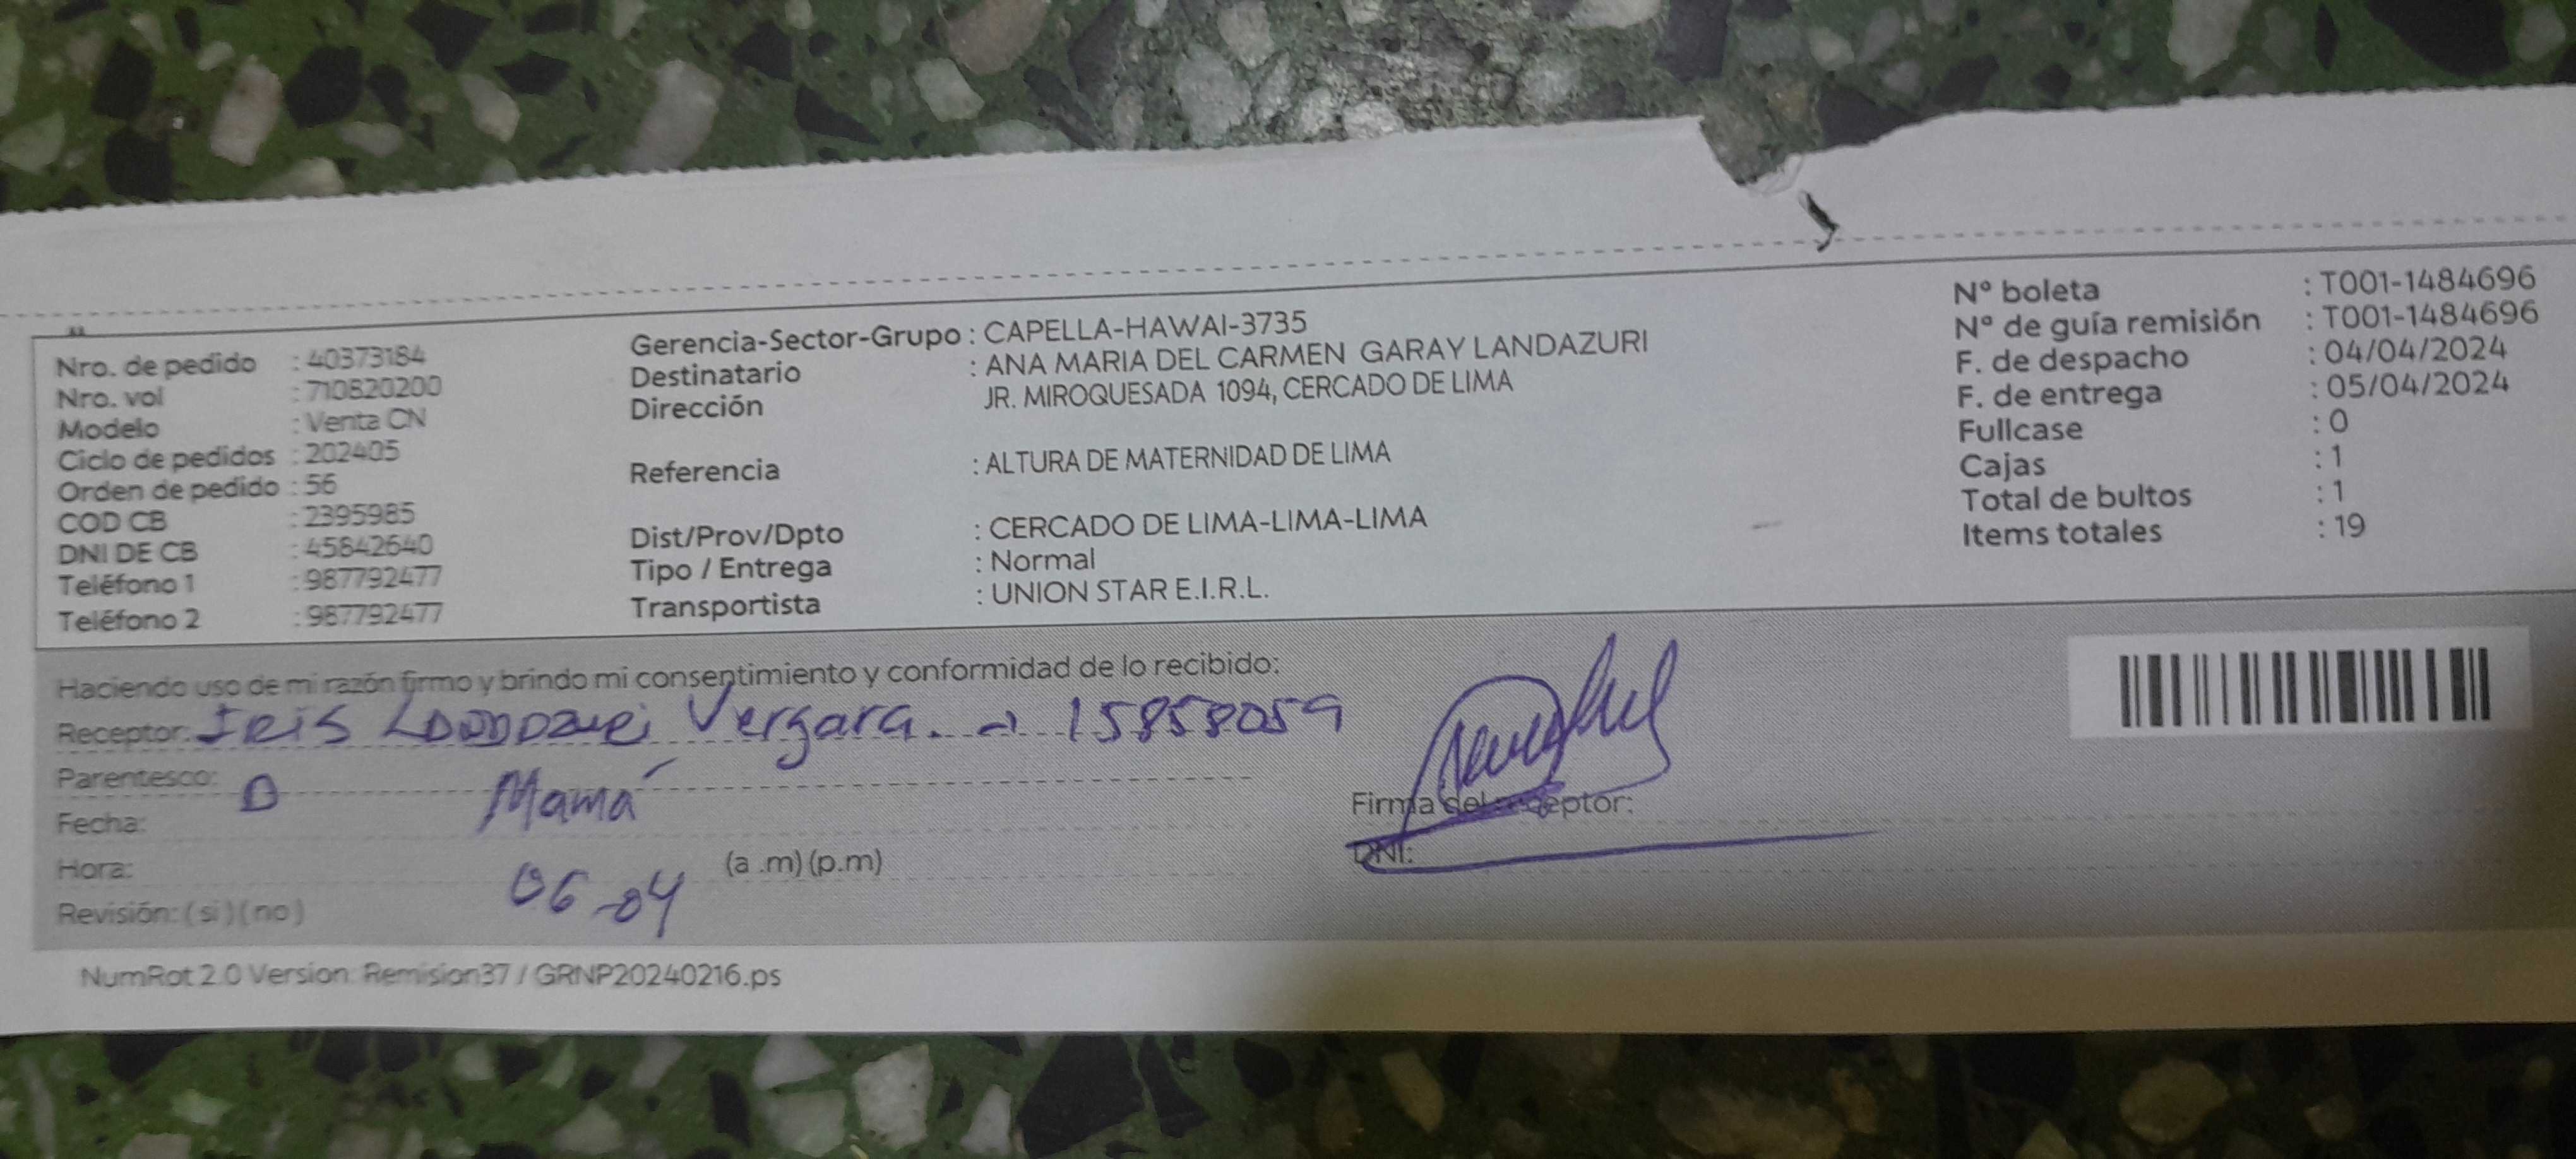 Nro. de pedido : 40373184
Nro. vol : 710820200
Modelo : Venta CN
Ciclo de pedidos : 202405
Orden de pedido : 56
COD CB : 2395985
DNI DE CB : 45842640
Teléfono 1 : 987792477
Teléfono 2 : 987792477
Gerencia-Sector-Grupo : CAPELLA-HAWAI-3735
Destinatario : ANA MARIA DEL CARMEN GARAY LANDAZURI
Dirección JR. MIROQUESADA 1094, CERCADO DE LIMA
Referencia : ALTURA DE MATERNIDAD DE LIMA
Dist/Prov/Dpto : CERCADO DE LIMA-LIMA-LIMA
Tipo / Entrega : Normal
Transportista : UNION STAR E.I.R.L.
Nº boleta : T001-1484696
Nº de guía remisión : T001-1484696
F. de despacho : 04/04/2024
F. de entrega : 05/04/2024
Fullcase : 0
Cajas : 1
Total de bultos : 1
Items totales : 19
Haciendo uso de mi razón firmo y brindo mi consentimiento y conformidad de lo recibido:
Receptor: Iris Vergara. 15858059
Parentesco:
Fecha: Mamá
Hora: (a .m) (p.m)
06-04
Revisión: ( si ) ( no )
Firma del receptor:
DNI:
NumRot 2.0 Version: Remision37 / GRNP20240216.ps